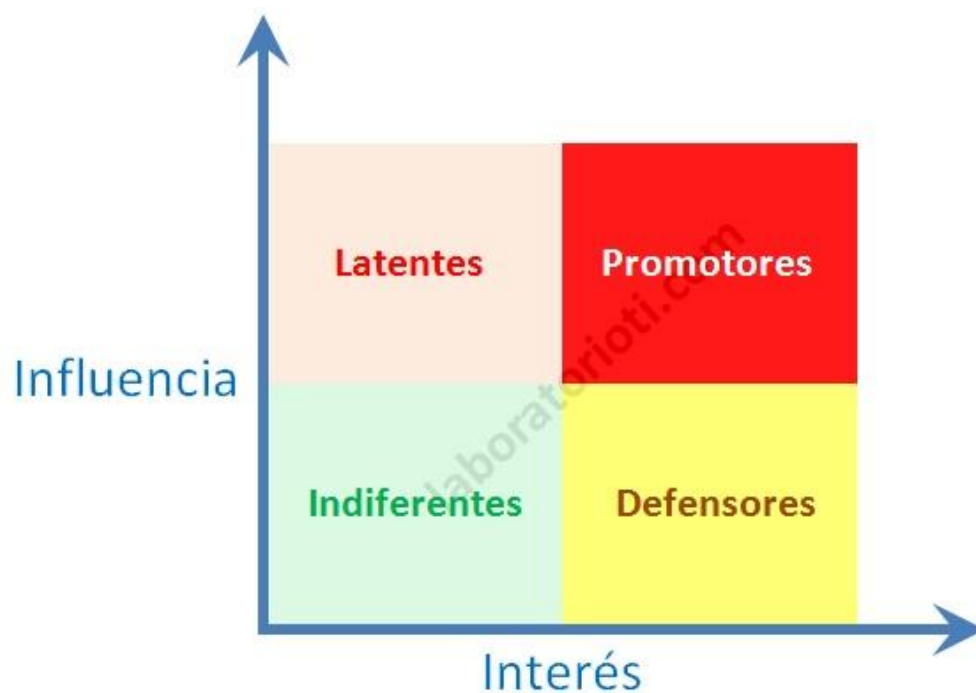 Latentes
Promotores
Influencia
Indiferentes
Defensores
Interés
laboratorioti.com